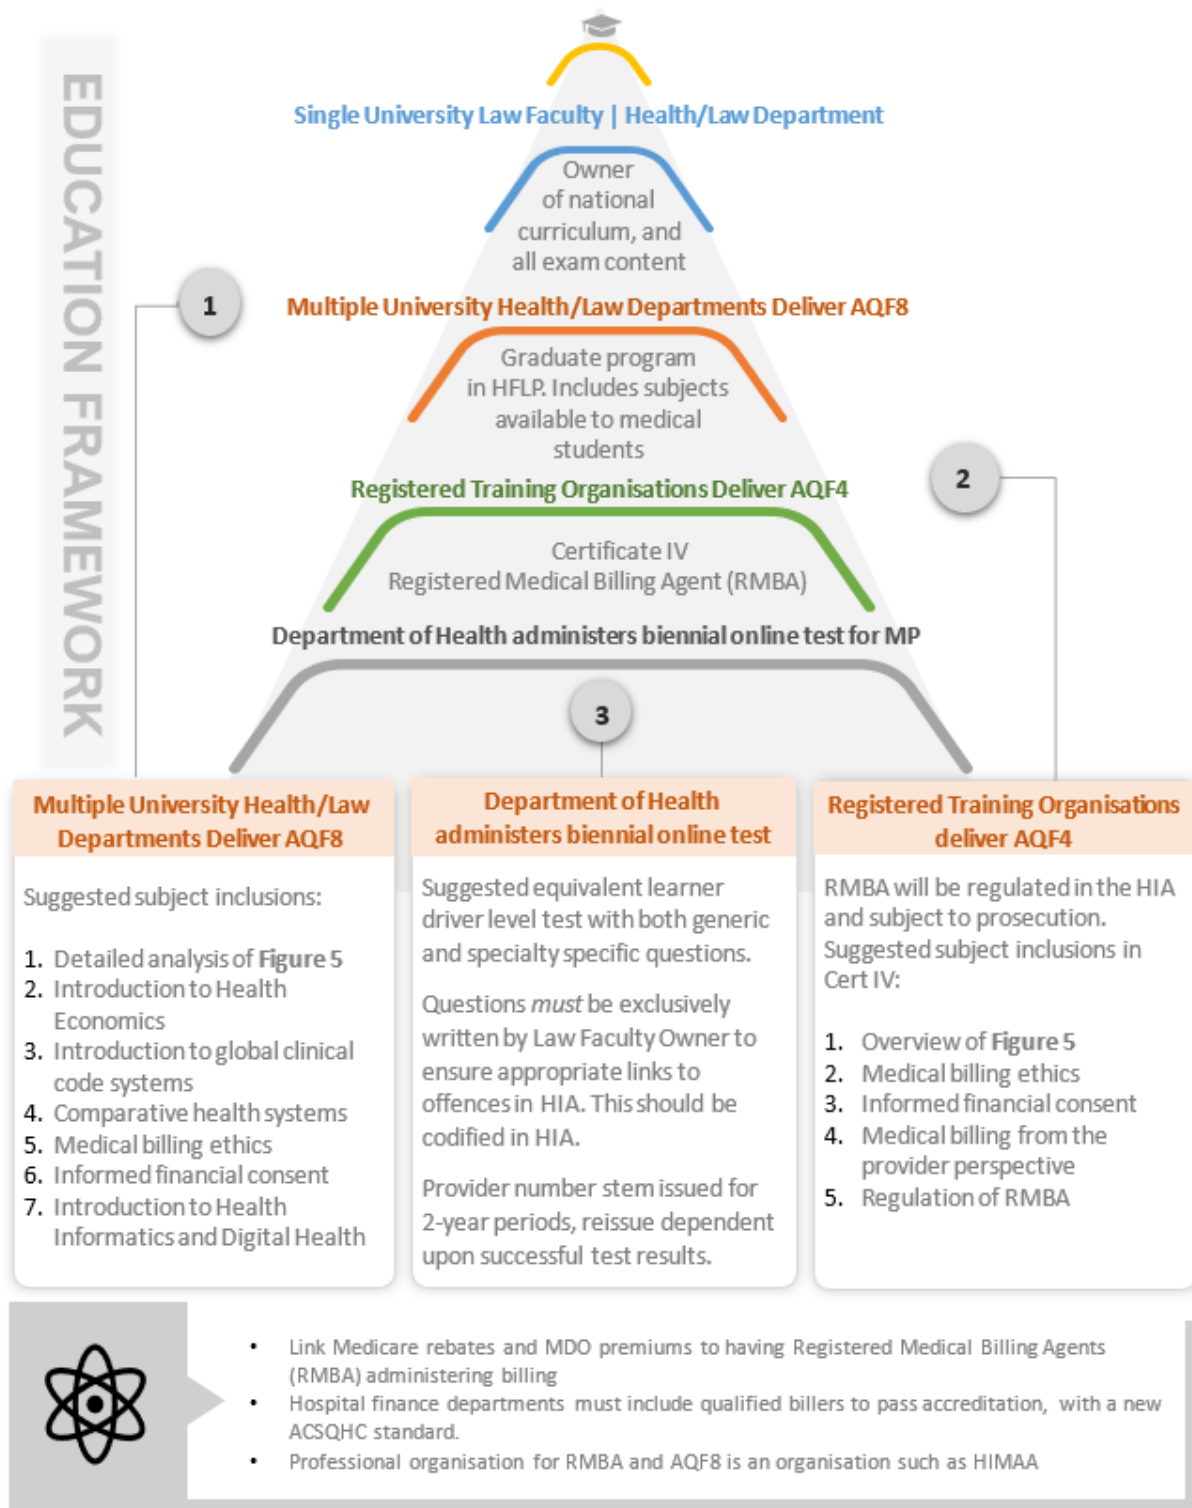 EDUCATION FRAMEWORK
Single University Law Faculty | Health/Law Department
Owner
of national
curriculum, and
all exam content
1
Multiple University Health/Law Departments Deliver AQF8
Graduate program
in HFLP. Includes subjects
available to medical
students
2
Registered Training Organisations Deliver AQF4
Certificate IV
Registered Medical Billing Agent (RMBA)
Department of Health administers biennial online test for MP
3
Multiple University Health/Law
Departments Deliver AQF8
Suggested subject inclusions:
1. Detailed analysis of Figure 5
2. Introduction to Health
Economics
3. Introduction to global clinical
code systems
4. Comparative health systems
5. Medical billing ethics
6. Informed financial consent
7. Introduction to Health
Informatics and Digital Health
Department of Health
administers biennial online test
Suggested equivalent learner
driver level test with both generic
and specialty specific questions.
Questions must be exclusively
written by Law Faculty Owner to
ensure appropriate links to
offences in HIA. This should be
codified in HIA.
Provider number stem issued for
2-year periods, reissue dependent
upon successful test results.
Registered Training Organisations
deliver AQF4
RMBA will be regulated in the HIA
and subject to prosecution.
Suggested subject inclusions in
Cert IV:
1. Overview of Figure 5
2. Medical billing ethics
3. Informed financial consent
4. Medical billing from the
provider perspective
5. Regulation of RMBA
• Link Medicare rebates and MDO premiums to having Registered Medical Billing Agents
(RMBA) administering billing
• Hospital finance departments must include qualified billers to pass accreditation, with a new
ACSQHC standard.
• Professional organisation for RMBA and AQF8 is an organisation such as HIMAA